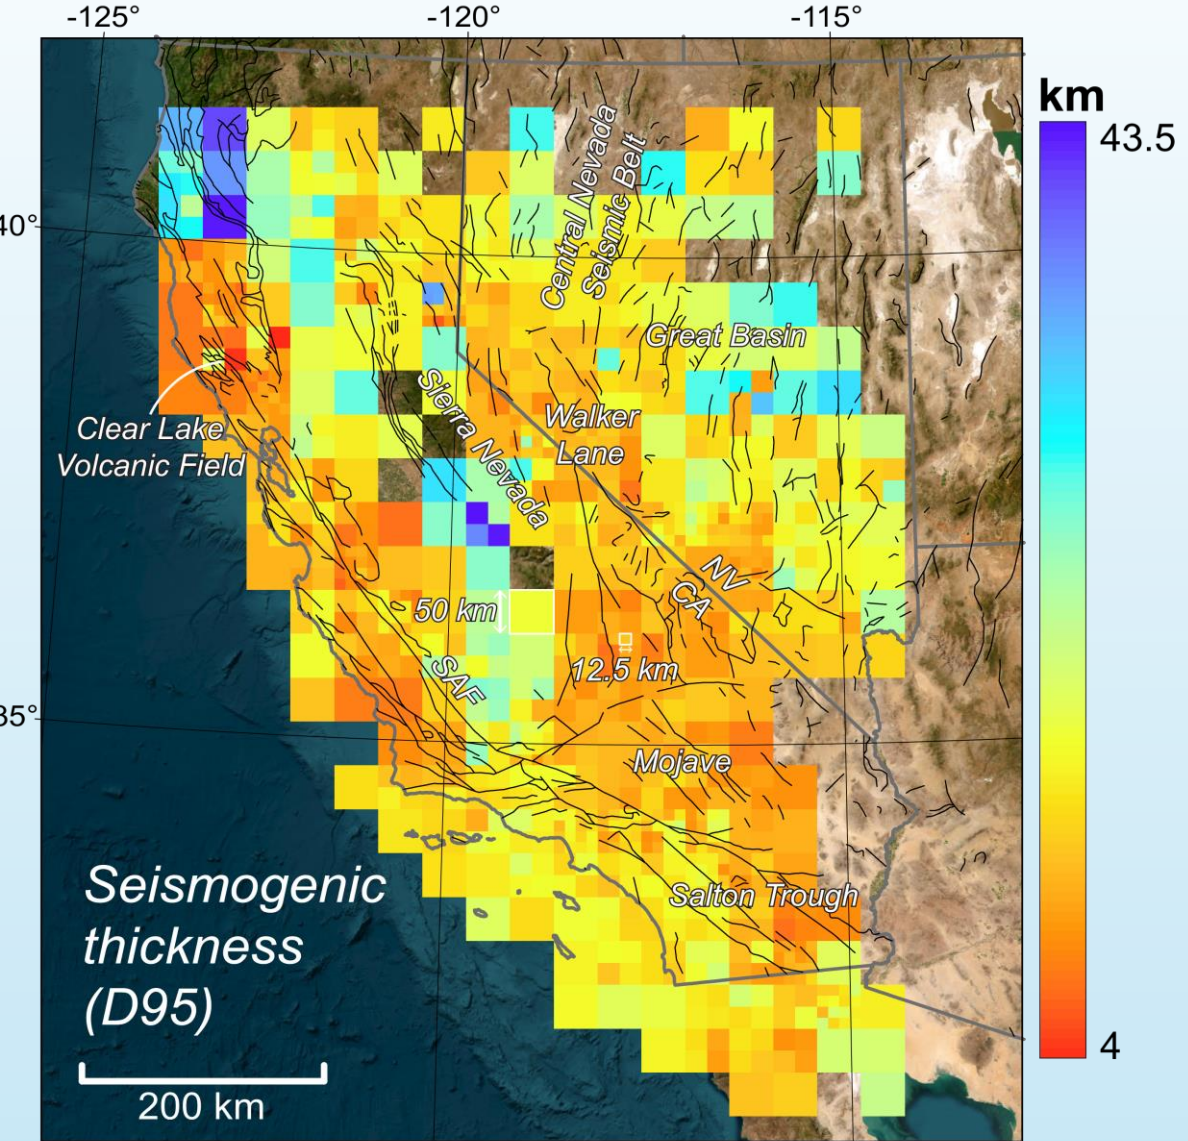 -125°
-120°
-115°
km
43.5
Central Nevada
Seismic Belt
40°
Great Basin
Sierra Nevada
Walker
Lane
Clear Lake
Volcanic Field
NV
CA
50 km
12.5 km
SAF
35°
Mojave
Seismogenic
thickness
(D95)
Salton Trough
4
200 km